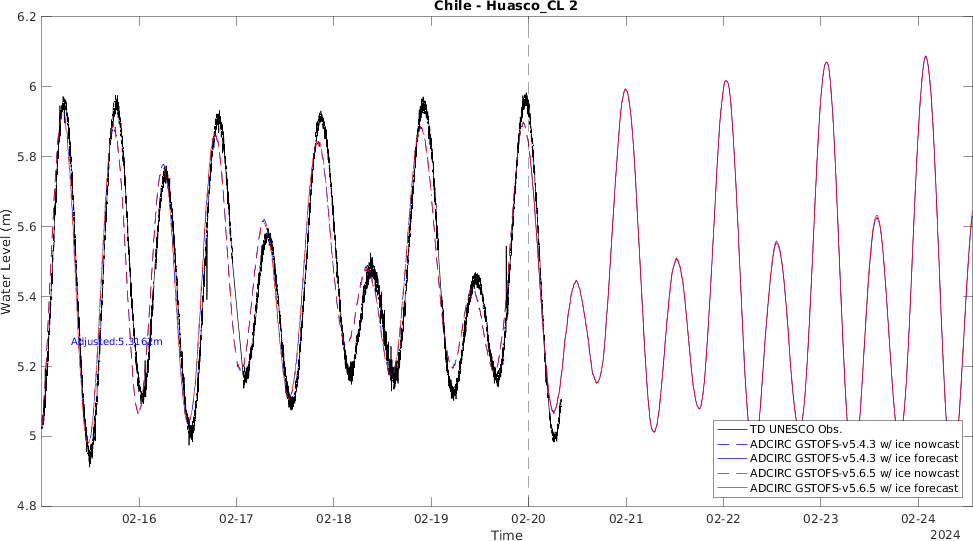 Chile - Huasco_CL 2
6.2
6
5.8
5.6
5.4
5.2
5
4.8
Water Level (m)
Adjusted:5.3162m
TD UNESCO Obs.
ADCIRC GSTOFS-v5.4.3 w/ ice nowcast
ADCIRC GSTOFS-v5.4.3 w/ ice forecast
ADCIRC GSTOFS-v5.6.5 w/ ice nowcast
ADCIRC GSTOFS-v5.6.5 w/ ice forecast
02-16 02-17 02-18 02-19 02-20 02-21 02-22 02-23 02-24
Time
2024